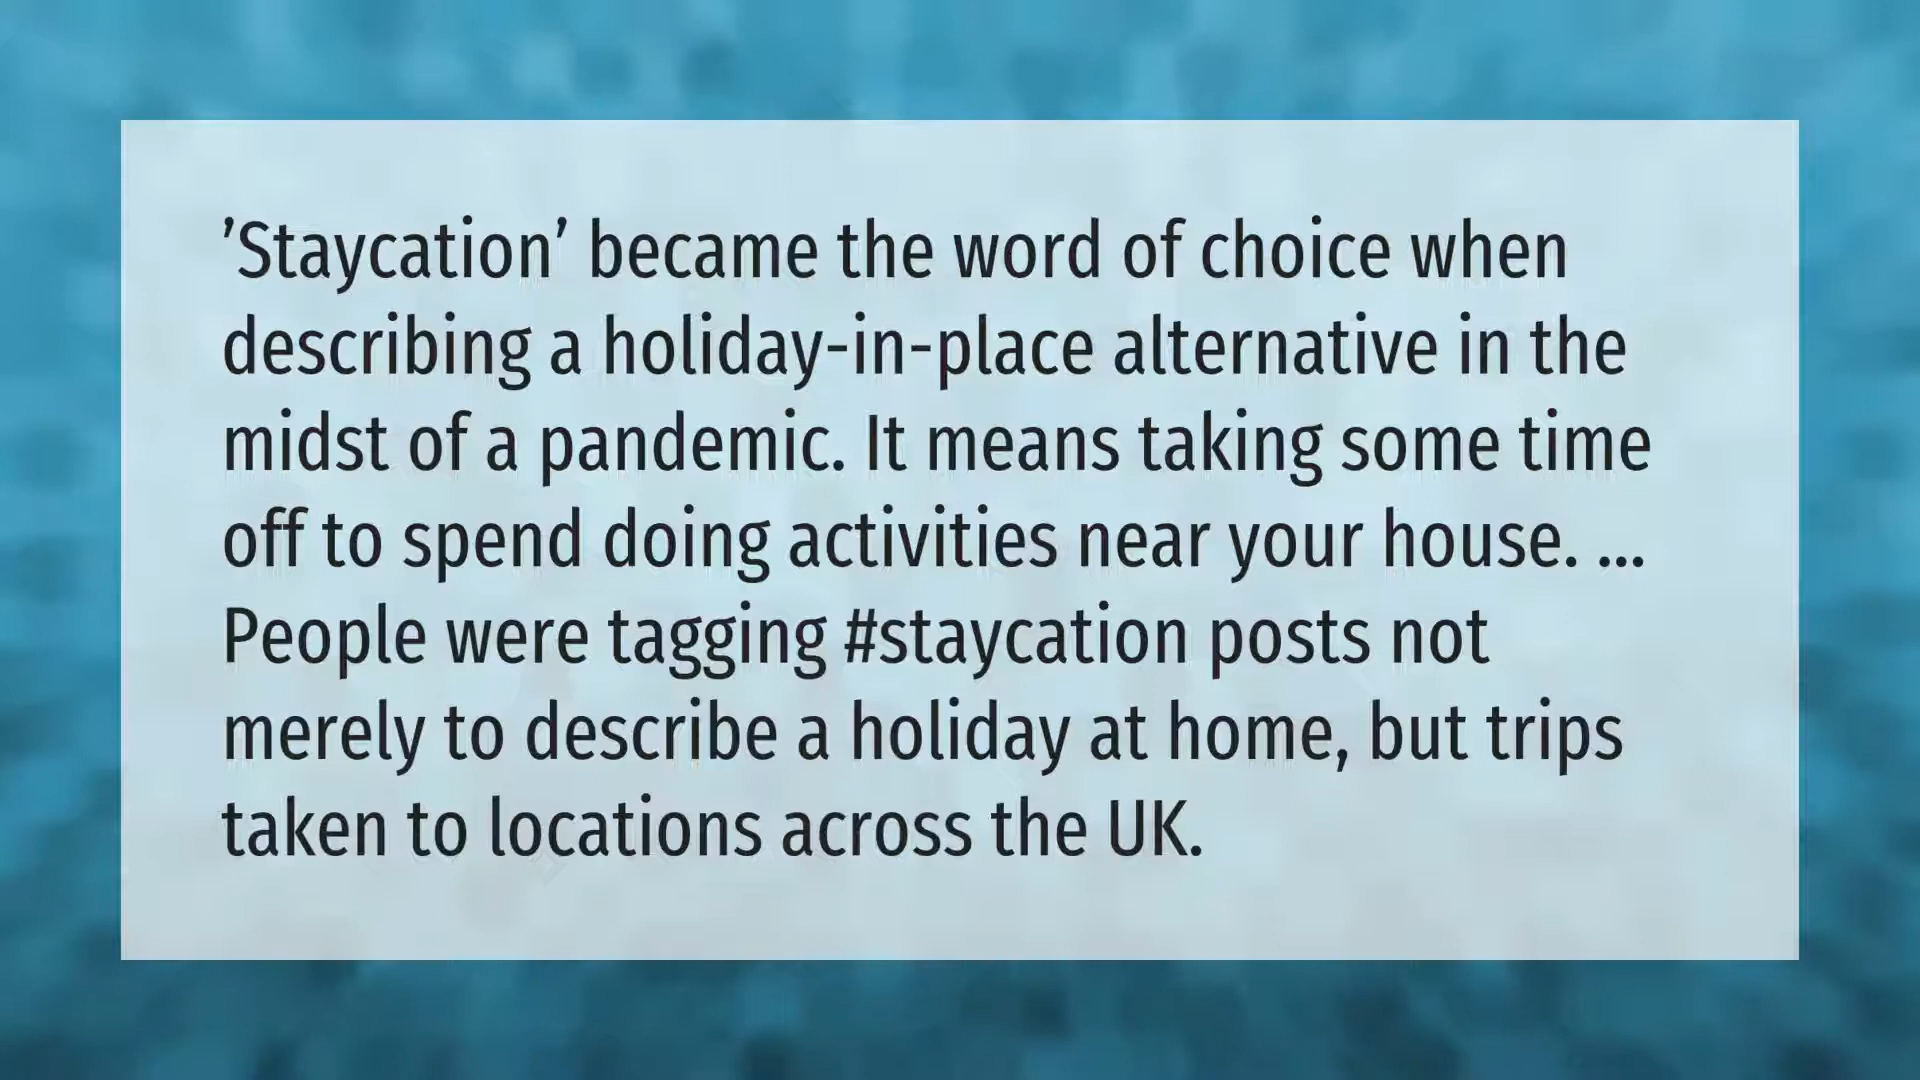 ’Staycation’ became the word of choice when
describing a holiday-in-place alternative in the
midst of a pandemic. It means taking some time
off to spend doing activities near your house. ...
People were tagging #staycation posts not
merely to describe a holiday at home, but trips
taken to locations across the UK.